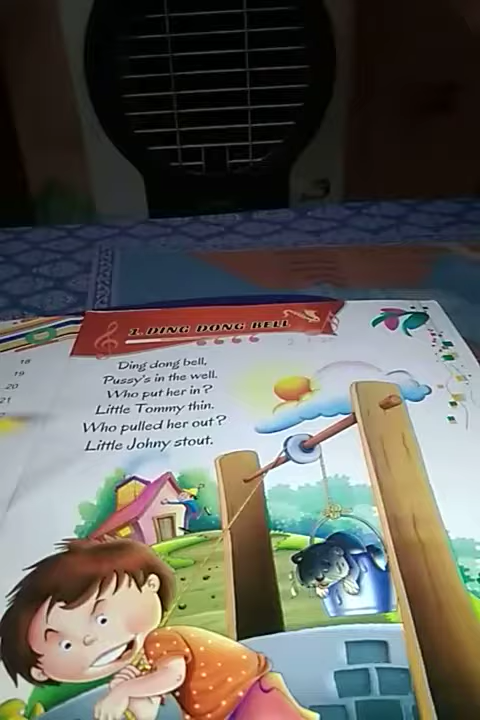 18
19
20
21
1. DING DONG BELL
Ding dong bell,
Pussy's in the well.
Who put her in?
Little Tommy thin.
Who pulled her out?
Little Johny stout.